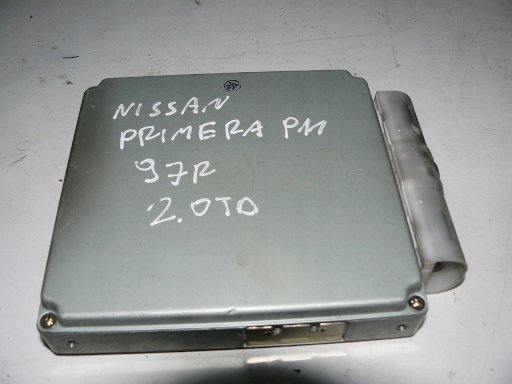 NISSAN
PRIMERA P11
97R
2.0TD